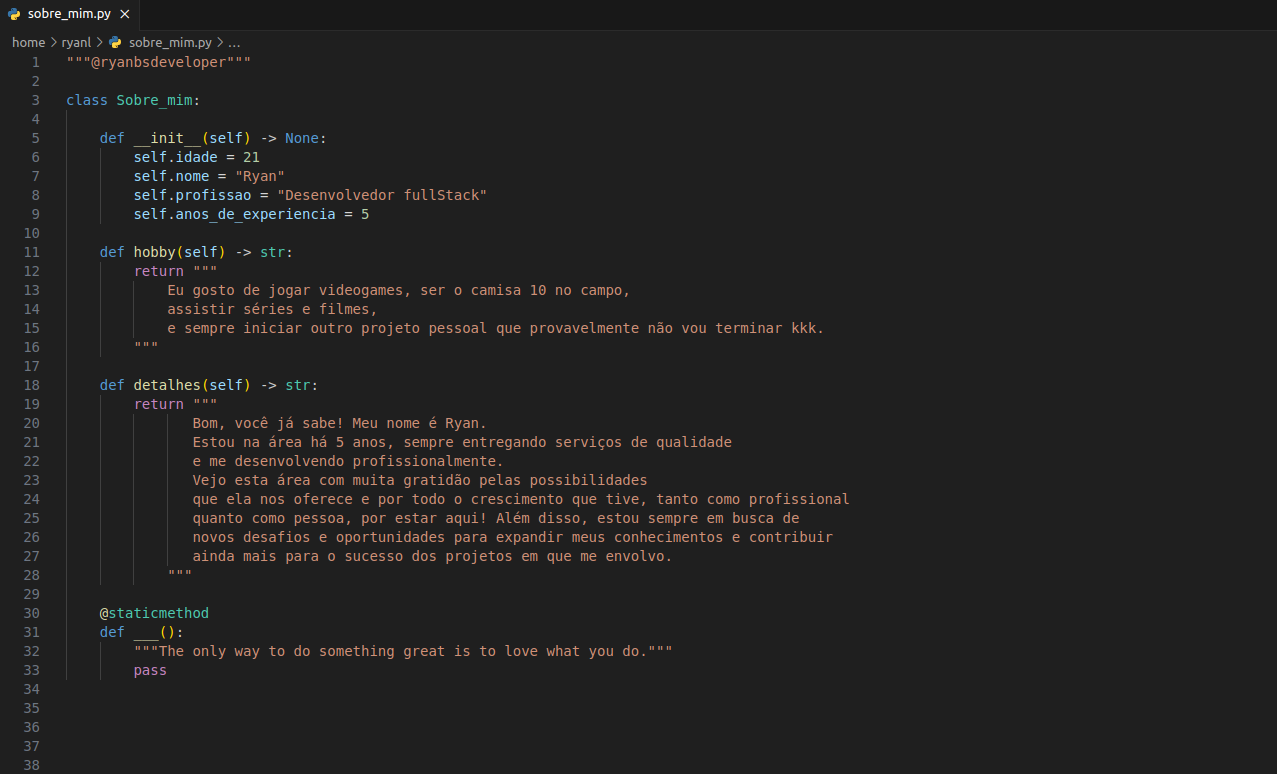 sobre_mim.py ×
home > ryanl > sobre_mim.py > ...
1 """@ryanbsdeveloper"""
2
3 class Sobre_mim:
4
5     def __init__(self) -> None:
6         self.idade = 21
7         self.nome = "Ryan"
8         self.profissao = "Desenvolvedor fullStack"
9         self.anos_de_experiencia = 5
10
11     def hobby(self) -> str:
12         return """
13             Eu gosto de jogar videogames, ser o camisa 10 no campo,
14             assistir séries e filmes,
15             e sempre iniciar outro projeto pessoal que provavelmente não vou terminar kkk.
16         """
17
18     def detalhes(self) -> str:
19         return """
20                Bom, você já sabe! Meu nome é Ryan.
21                Estou na área há 5 anos, sempre entregando serviços de qualidade
22                e me desenvolvendo profissionalmente.
23                Vejo esta área com muita gratidão pelas possibilidades
24                que ela nos oferece e por todo o crescimento que tive, tanto como profissional
25                quanto como pessoa, por estar aqui! Além disso, estou sempre em busca de
26                novos desafios e oportunidades para expandir meus conhecimentos e contribuir
27                ainda mais para o sucesso dos projetos em que me envolvo.
28             """
29
30     @staticmethod
31     def ___():
32         """The only way to do something great is to love what you do."""
33         pass
34
35
36
37
38